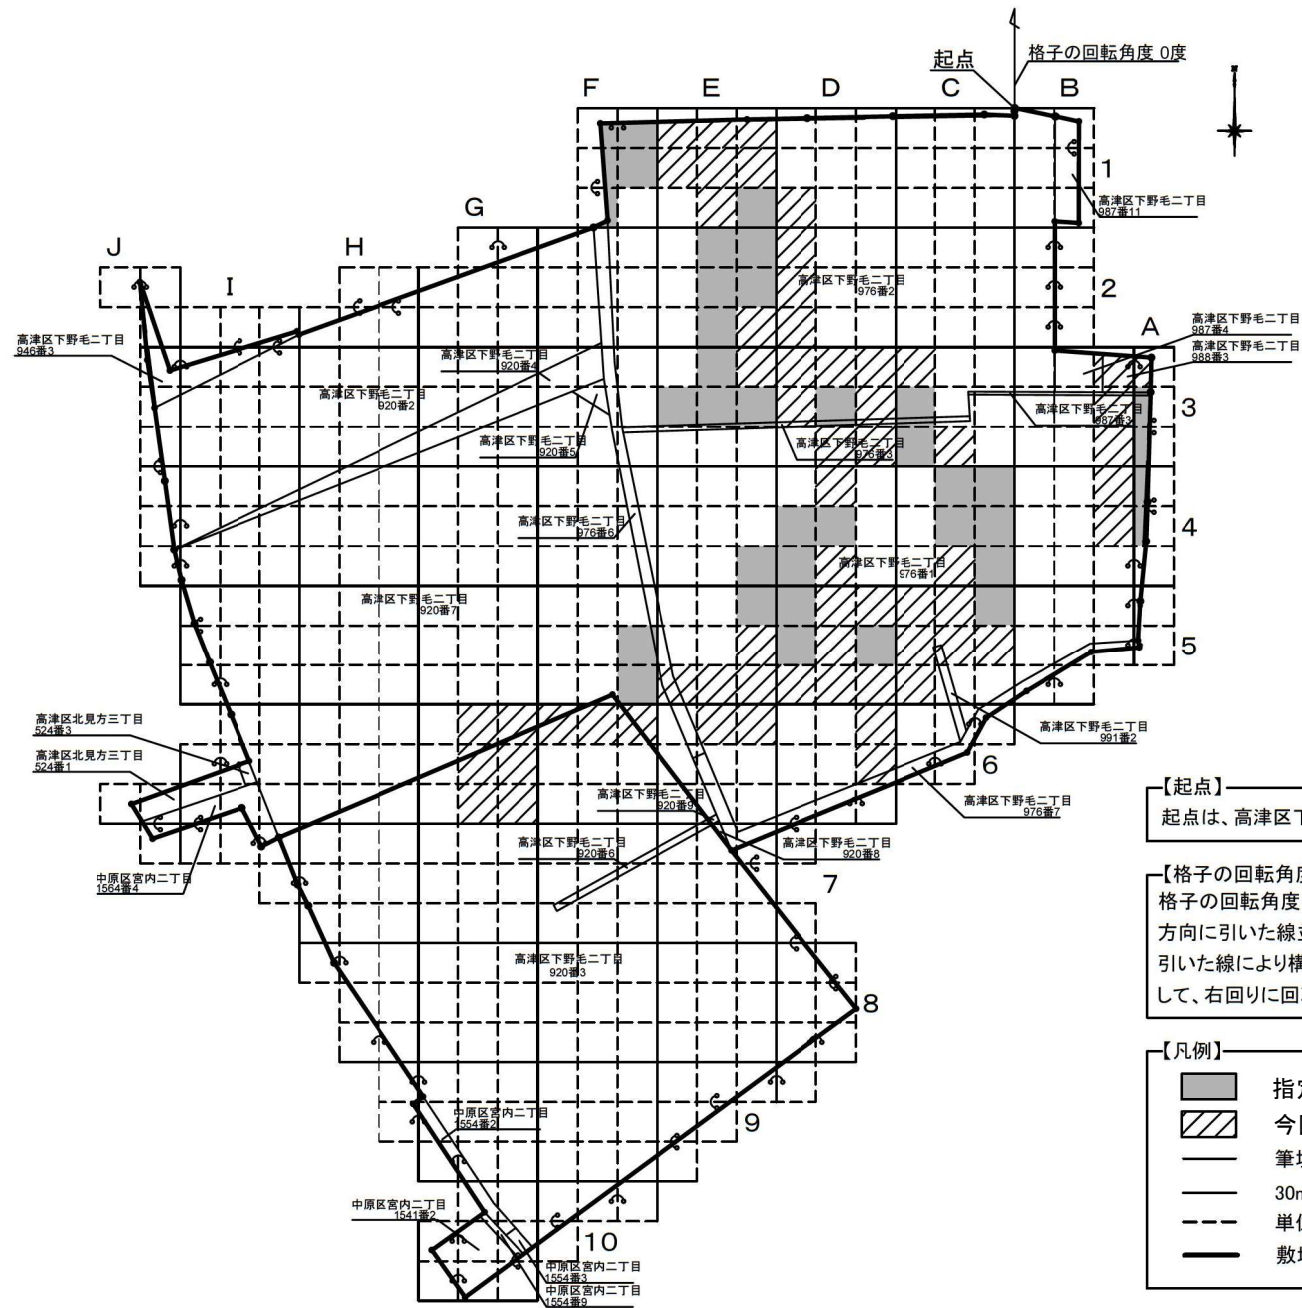 起点
格子の回転角度 0度
F
E
D
C
B
1
高津区下野毛二丁目
987番11
G
J
H
I
高津区下野毛二丁目
976番2
2
高津区下野毛二丁目
987番4
A
高津区下野毛二丁目
988番3
高津区下野毛二丁目
946番3
高津区下野毛二丁目
920番4
高津区下野毛二丁目
920番2
3
高津区下野毛二丁目
987番3
高津区下野毛二丁目
920番5
高津区下野毛二丁目
976番3
高津区下野毛二丁目
976番6
4
高津区下野毛二丁目
976番1
高津区下野毛二丁目
920番7
5
高津区北見方三丁目
524番3
高津区北見方三丁目
524番1
高津区下野毛二丁目
991番2
6
高津区下野毛二丁目
976番7
高津区下野毛二丁目
920番9
高津区下野毛二丁目
920番6
高津区下野毛二丁目
920番8
中原区宮内二丁目
1564番4
7
高津区下野毛二丁目
920番3
8
中原区宮内二丁目
1554番2
9
中原区宮内二丁目
1541番2
10
中原区宮内二丁目
1554番3
中原区宮内二丁目
1554番9
【起点】
起点は、高津区下
【格子の回転角度
格子の回転角度
方向に引いた線
引いた線により構
して、右回りに回
【凡例】
指定
今回
筆境
30m
単位
敷地